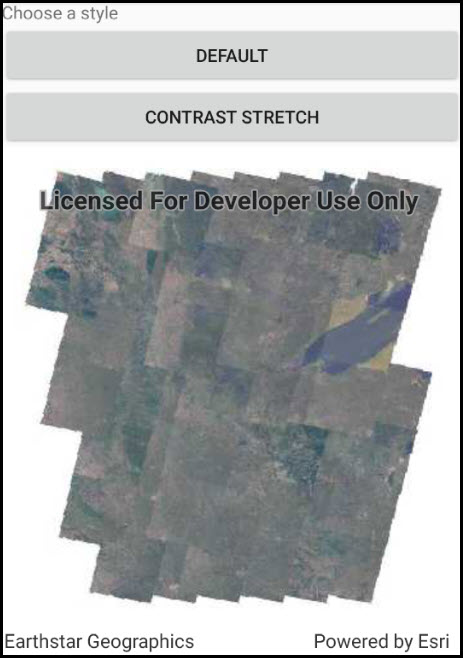 Choose a style
DEFAULT
CONTRAST STRETCH
Licensed For Developer Use Only
Earthstar Geographics
Powered by Esri